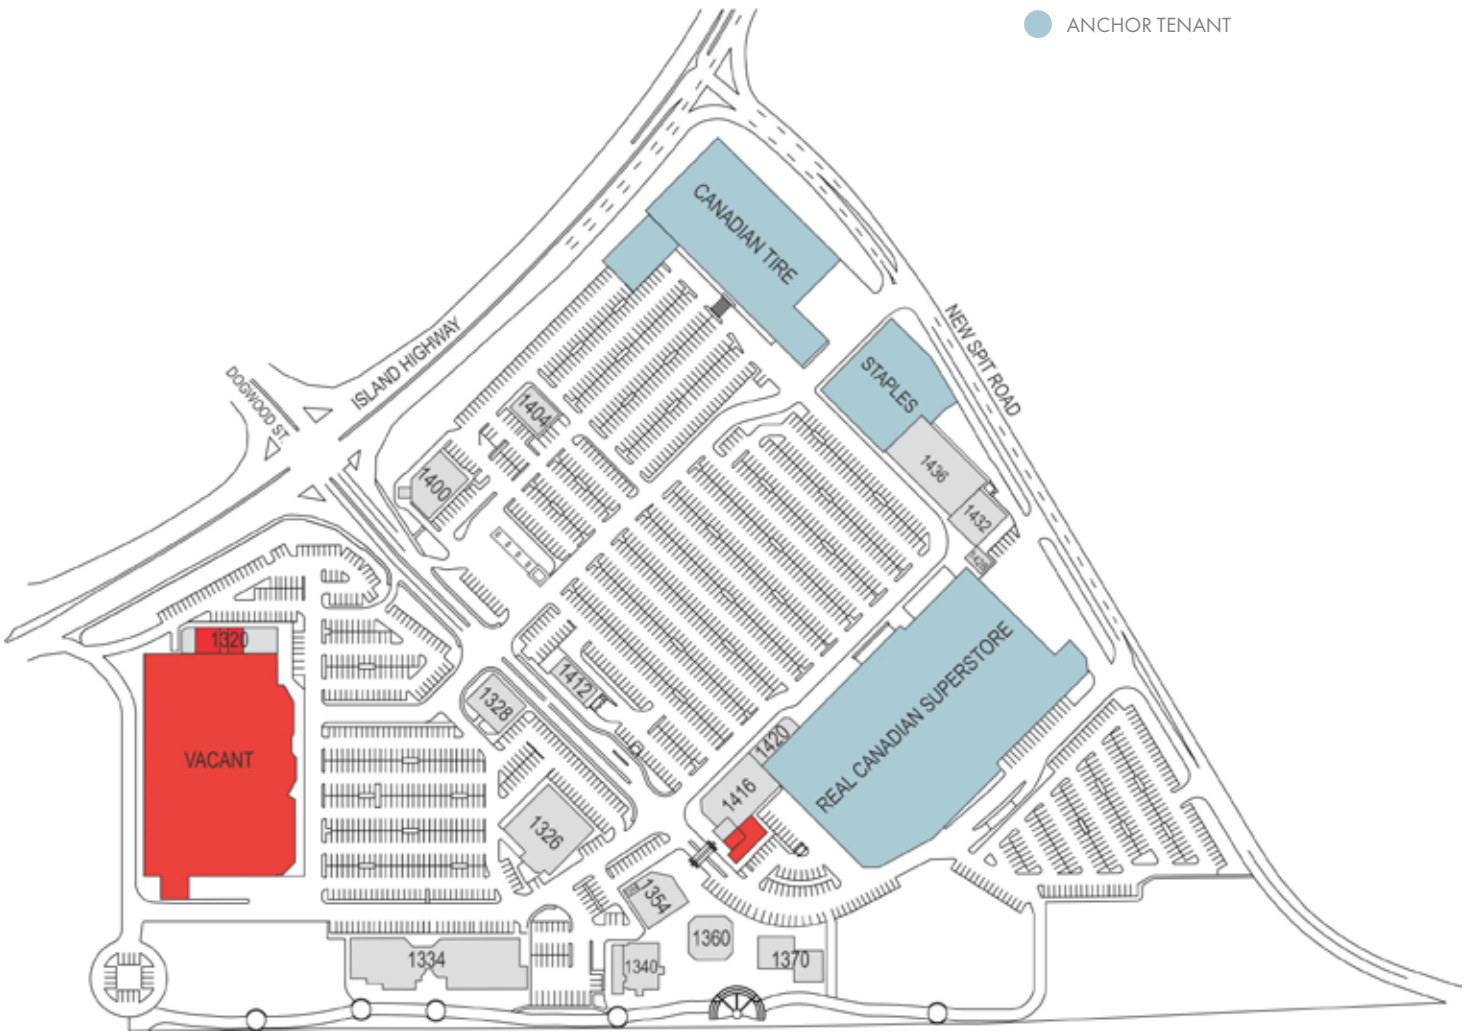 ANCHOR TENANT
CANADIAN TIRE
NEW SPIT ROAD
ISLAND HIGHWAY
DOGWOOD ST.
STAPLES
1404
1436
1400
1432
1320
REAL CANADIAN SUPERSTORE
1412
1328
1420
VACANT
1416
1326
1354
1360
1334
1340
1370